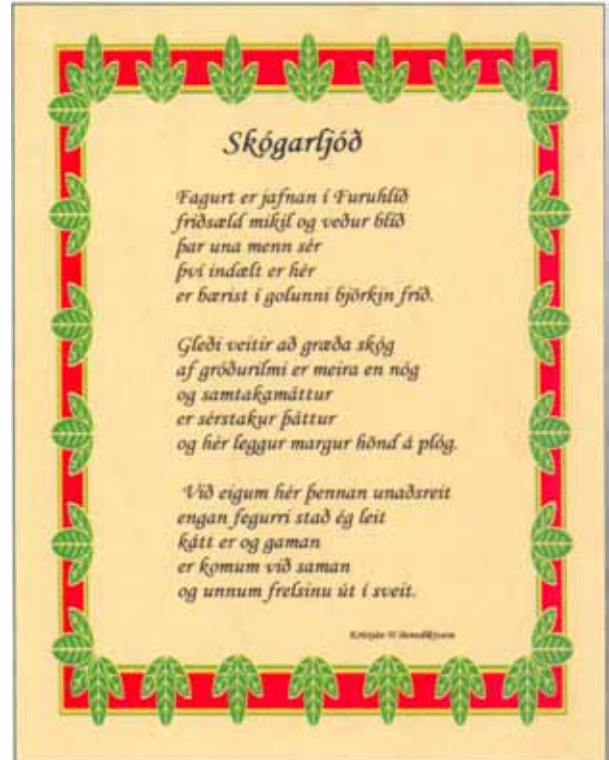 Skógarljóð
Fagurt er jafnan í Furuhlíð
friðsæld mikil og veður blíð
þar una menn sér
því indælt er hér
er bærist í golunni björkin fríð.
Gleði veitir að græða skóg
af gróðurilmi er meira en nóg
og samtakamáttur
er sérstakur þáttur
og hér leggur margur hönd á plóg.
Við eigum hér þennan unaðsreit
engan fegurri stað ég leit
kátt er og gaman
er komum við saman
og unnum frelsinu út í sveit.
Kristján